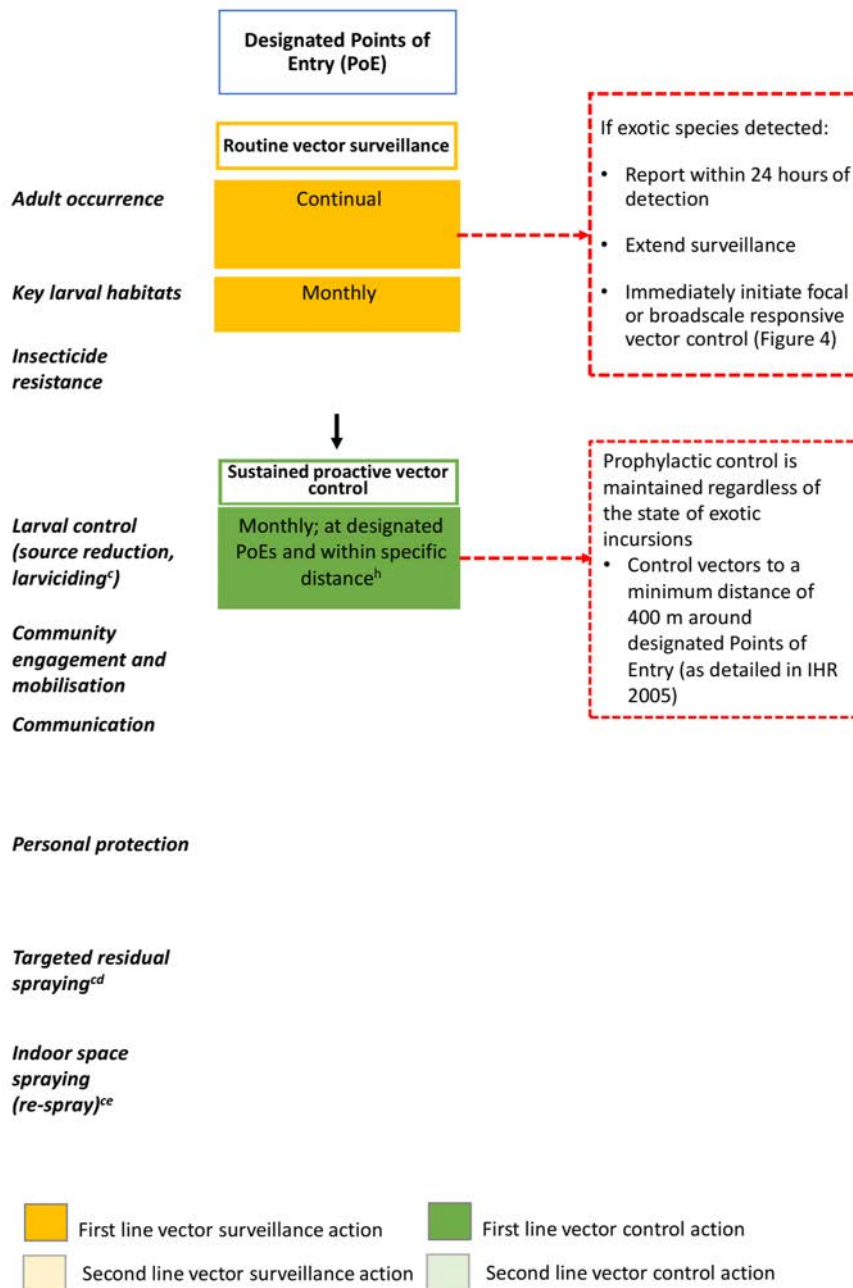 Designated Points of
Entry (PoE)
Routine vector surveillance
Adult occurrence
Continual
Key larval habitats
Monthly
Insecticide
resistance
If exotic species detected:
• Report within 24 hours of
detection
• Extend surveillance
• Immediately initiate focal
or broadscale responsive
vector control (Figure 4)
Sustained proactive vector
control
Larval control
(source reduction,
larvicidingᶜ)
Monthly; at designated
PoEs and within specific
distanceʰ
Prophylactic control is
maintained regardless of
the state of exotic
incursions
• Control vectors to a
minimum distance of
400 m around
designated Points of
Entry (as detailed in IHR
2005)
Community
engagement and
mobilisation
Communication
Personal protection
Targeted residual
sprayingᶜᵈ
Indoor space
spraying
(re-spray)ᶜᵉ
First line vector surveillance action
First line vector control action
Second line vector surveillance action
Second line vector control action